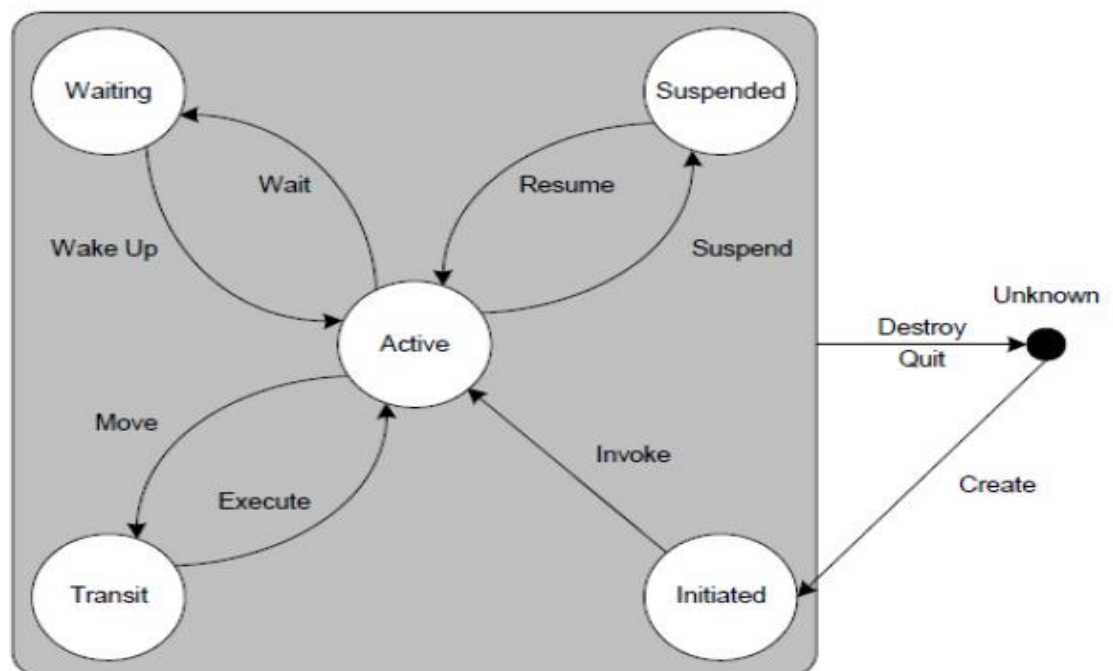 Waiting
Suspended
Wait
Resume
Wake Up
Suspend
Unknown
Destroy
Quit
Active
Move
Invoke
Execute
Create
Transit
Initiated